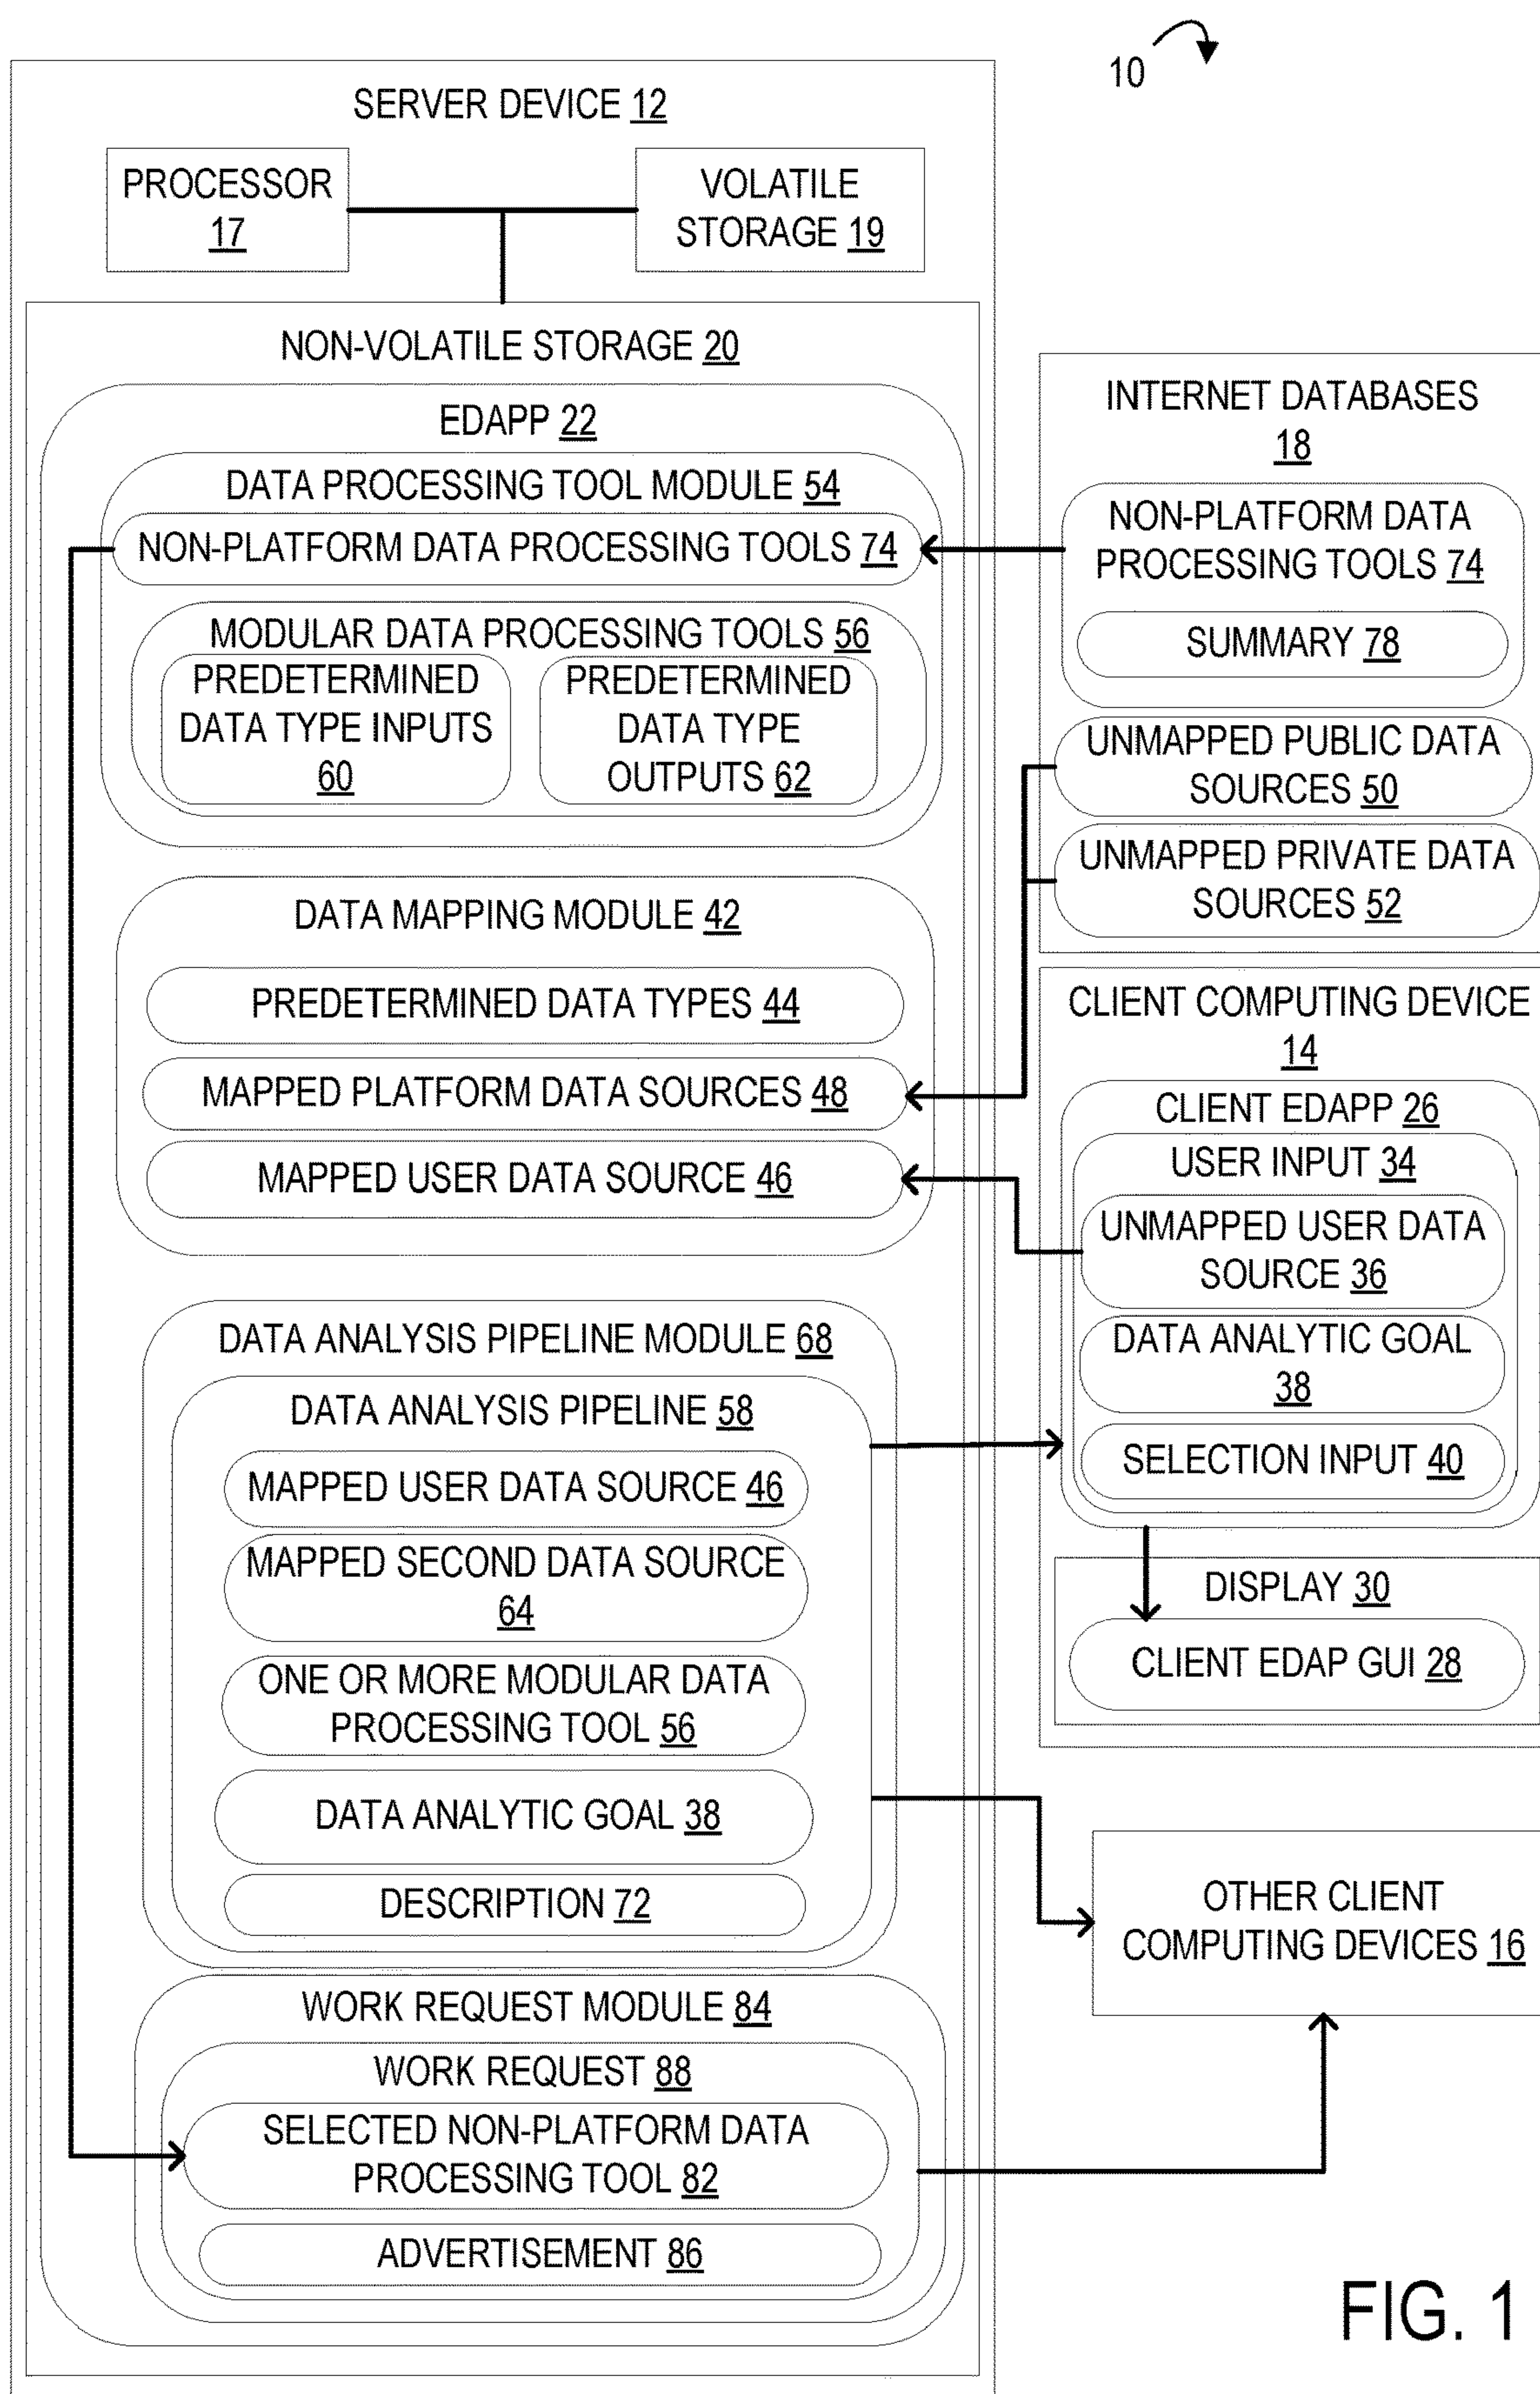 10
SERVER DEVICE 12
PROCESSOR
17
VOLATILE
STORAGE 19
NON-VOLATILE STORAGE 20
EDAPP 22
DATA PROCESSING TOOL MODULE 54
NON-PLATFORM DATA PROCESSING TOOLS 74
MODULAR DATA PROCESSING TOOLS 56
PREDETERMINED
DATA TYPE INPUTS
60
PREDETERMINED
DATA TYPE
OUTPUTS 62
DATA MAPPING MODULE 42
PREDETERMINED DATA TYPES 44
MAPPED PLATFORM DATA SOURCES 48
MAPPED USER DATA SOURCE 46
DATA ANALYSIS PIPELINE MODULE 68
DATA ANALYSIS PIPELINE 58
MAPPED USER DATA SOURCE 46
MAPPED SECOND DATA SOURCE
64
ONE OR MORE MODULAR DATA
PROCESSING TOOL 56
DATA ANALYTIC GOAL 38
DESCRIPTION 72
WORK REQUEST MODULE 84
WORK REQUEST 88
SELECTED NON-PLATFORM DATA
PROCESSING TOOL 82
ADVERTISEMENT 86
INTERNET DATABASES
18
NON-PLATFORM DATA
PROCESSING TOOLS 74
SUMMARY 78
UNMAPPED PUBLIC DATA
SOURCES 50
UNMAPPED PRIVATE DATA
SOURCES 52
CLIENT COMPUTING DEVICE
14
CLIENT EDAPP 26
USER INPUT 34
UNMAPPED USER DATA
SOURCE 36
DATA ANALYTIC GOAL
38
SELECTION INPUT 40
DISPLAY 30
CLIENT EDAP GUI 28
OTHER CLIENT
COMPUTING DEVICES 16
FIG. 1